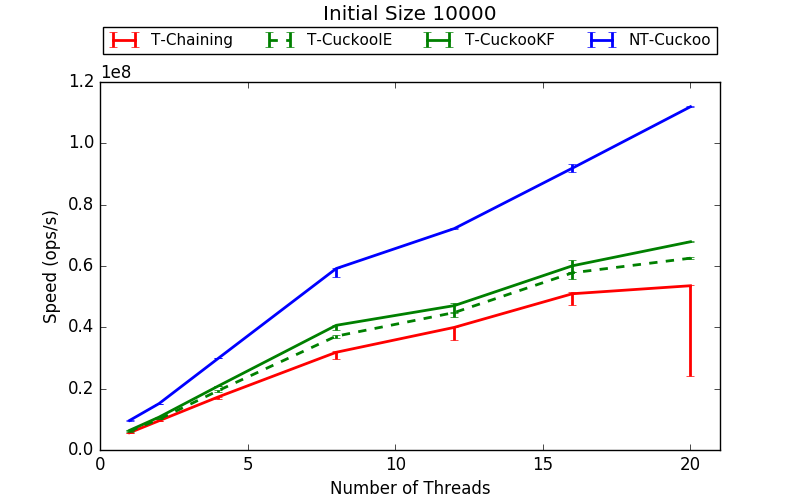 Initial Size 10000
T-Chaining T-CuckooIE T-CuckooKF NT-Cuckoo
1e8
1.2
1.0
0.8
0.6
0.4
0.2
0.0
Speed (ops/s)
0 5 10 15 20
Number of Threads